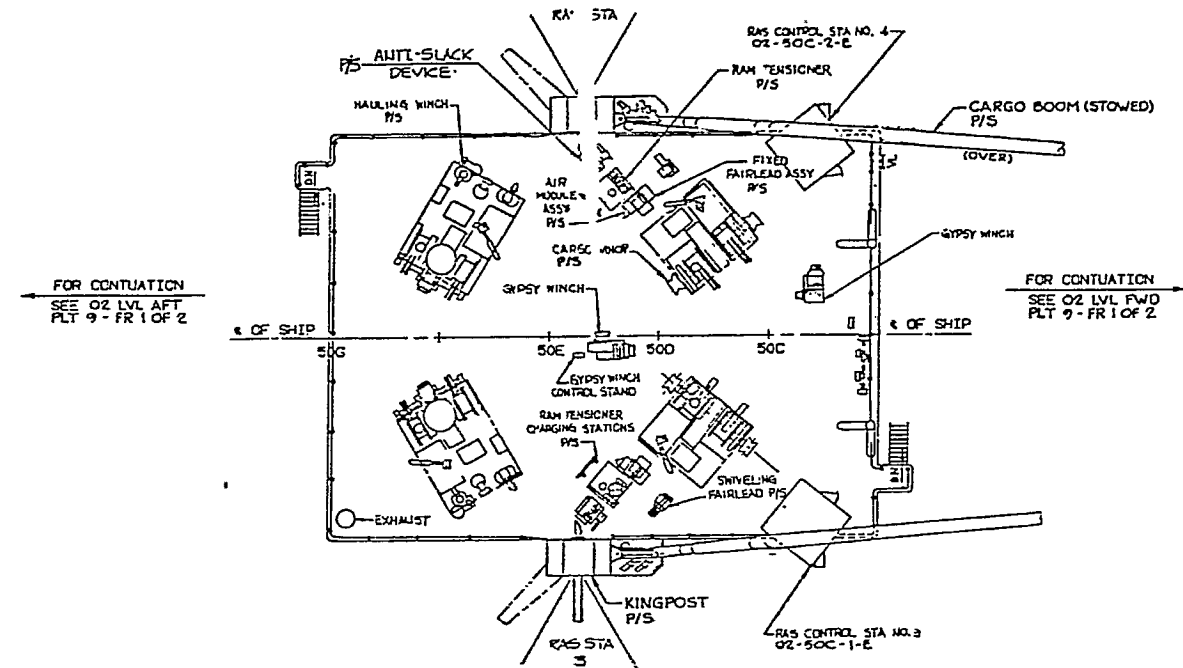 STA
P/S ANTI-SLACK
DEVICE
RAS CONTROL STA NO. 4
02-50C-2-E
RAM TENSIONER
P/S
HAULING WINCH
P/S
CARGO BOOM (STOWED)
P/S
(OVER)
VL
DN
FIXED
FAIRLEAD ASSY
P/S
AIR
MODULE
ASSY
P/S
CARGO
P/S
GYPSY WINCH
GYPSY WINCH
FOR CONTUATION
SEE 02 LVL AFT
PLT 9 - FR 1 OF 2
FOR CONTUATION
SEE 02 LVL FWD
PLT 9 - FR 1 OF 2
℄ OF SHIP
℄ OF SHIP
50G
50E
50D
50C
GYPSY WINCH
CONTROL STAND
RAM TENSIONER
CHARGING STATIONS
P/S
SWIVELING
FAIRLEAD P/S
DN
EXHAUST
KINGPOST
P/S
RAS STA
3
RAS CONTROL STA NO. 3
02-50C-1-E